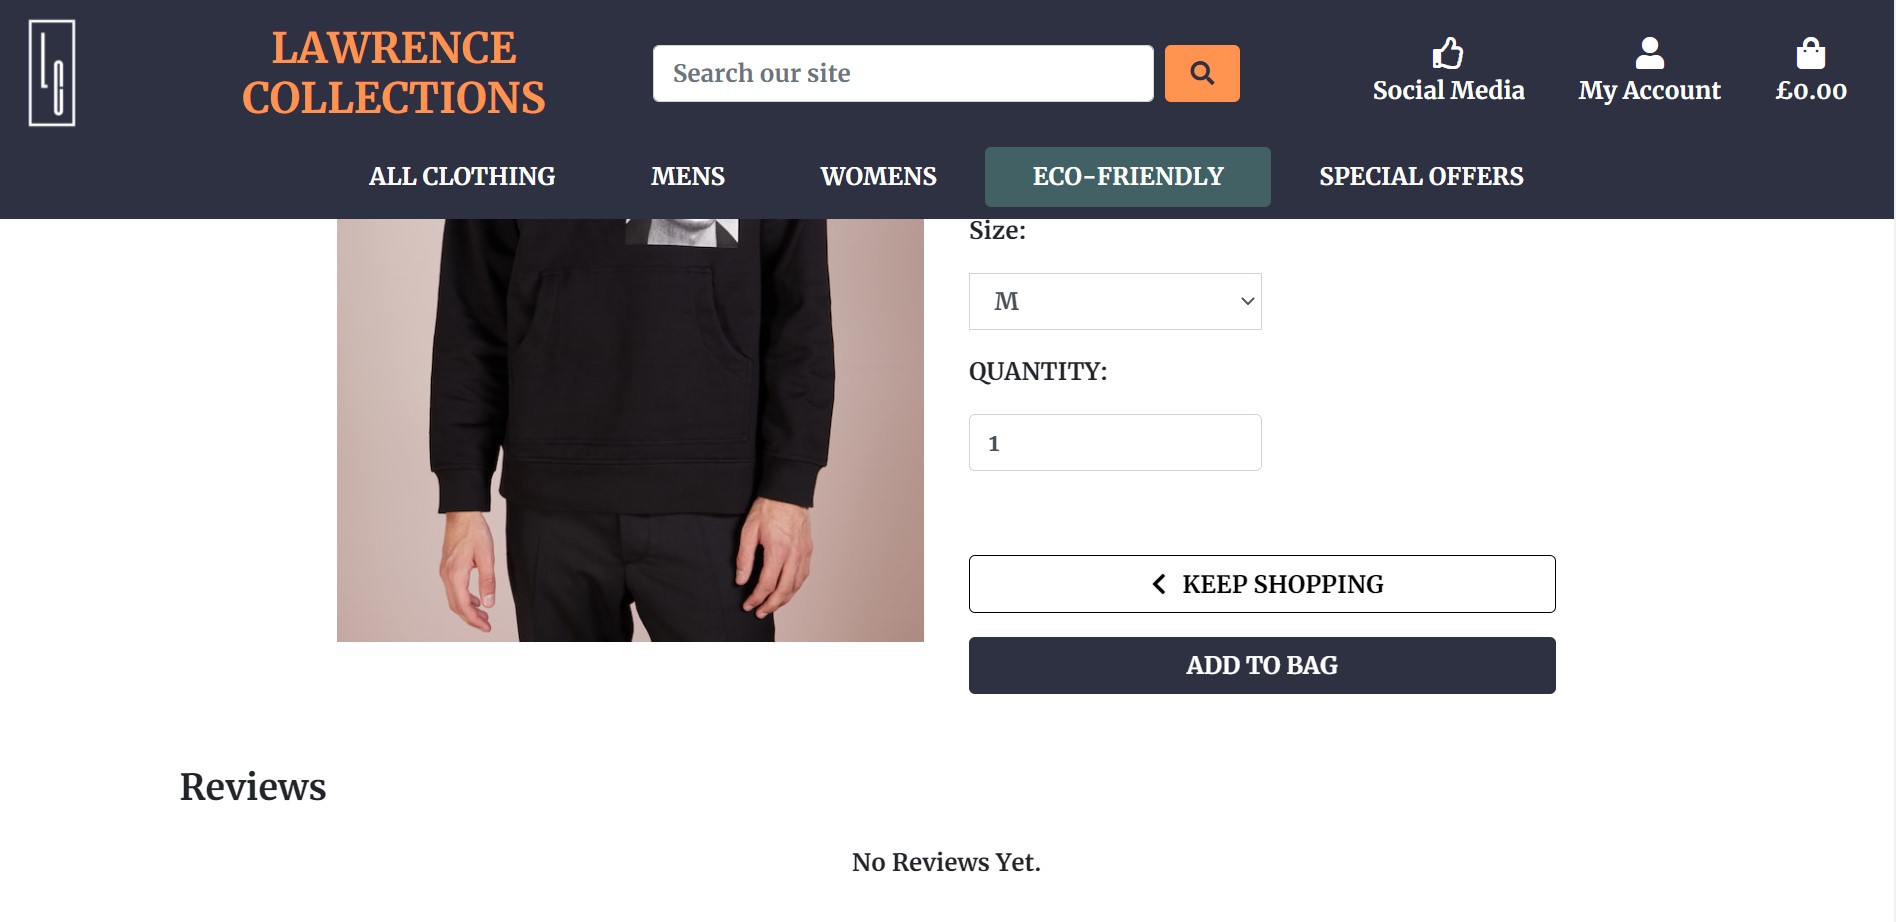 LAWRENCE
COLLECTIONS
Search our site
Social Media
My Account
£0.00
ALL CLOTHING
MENS
WOMENS
ECO-FRIENDLY
SPECIAL OFFERS
Size:
M
QUANTITY:
1
KEEP SHOPPING
ADD TO BAG
Reviews
No Reviews Yet.